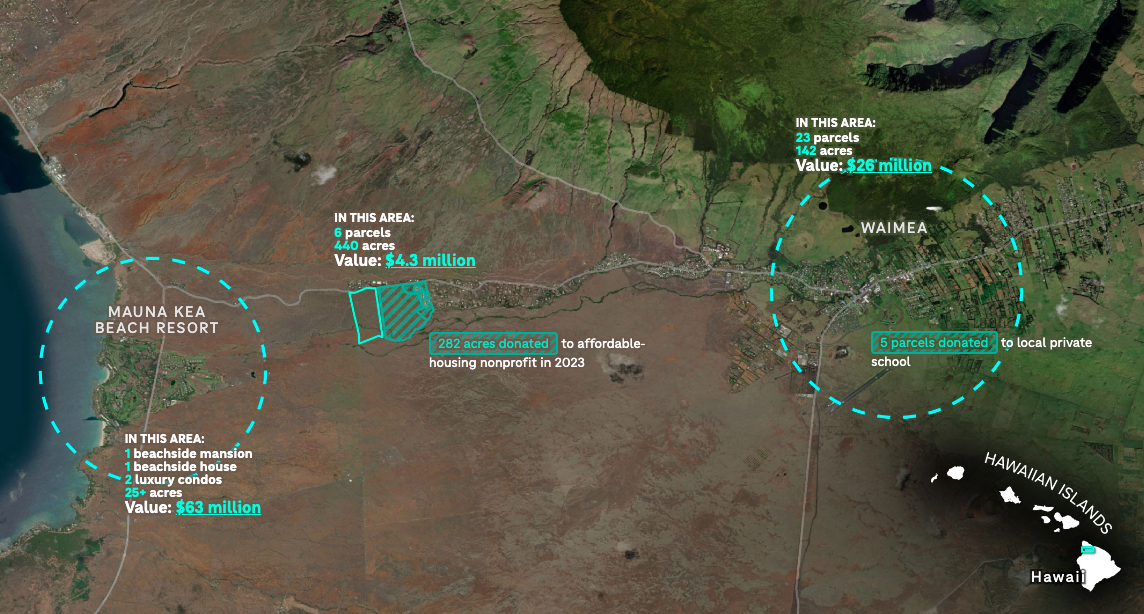 IN THIS AREA:
23 parcels
142 acres
Value: $26 million
WAIMEA
IN THIS AREA:
6 parcels
440 acres
Value: $4.3 million
MAUNA KEA
BEACH RESORT
282 acres donated to affordable-
housing nonprofit in 2023
5 parcels donated to local private
school
IN THIS AREA:
1 beachside mansion
1 beachside house
2 luxury condos
25+ acres
Value: $63 million
HAWAIIAN ISLANDS
Hawaii